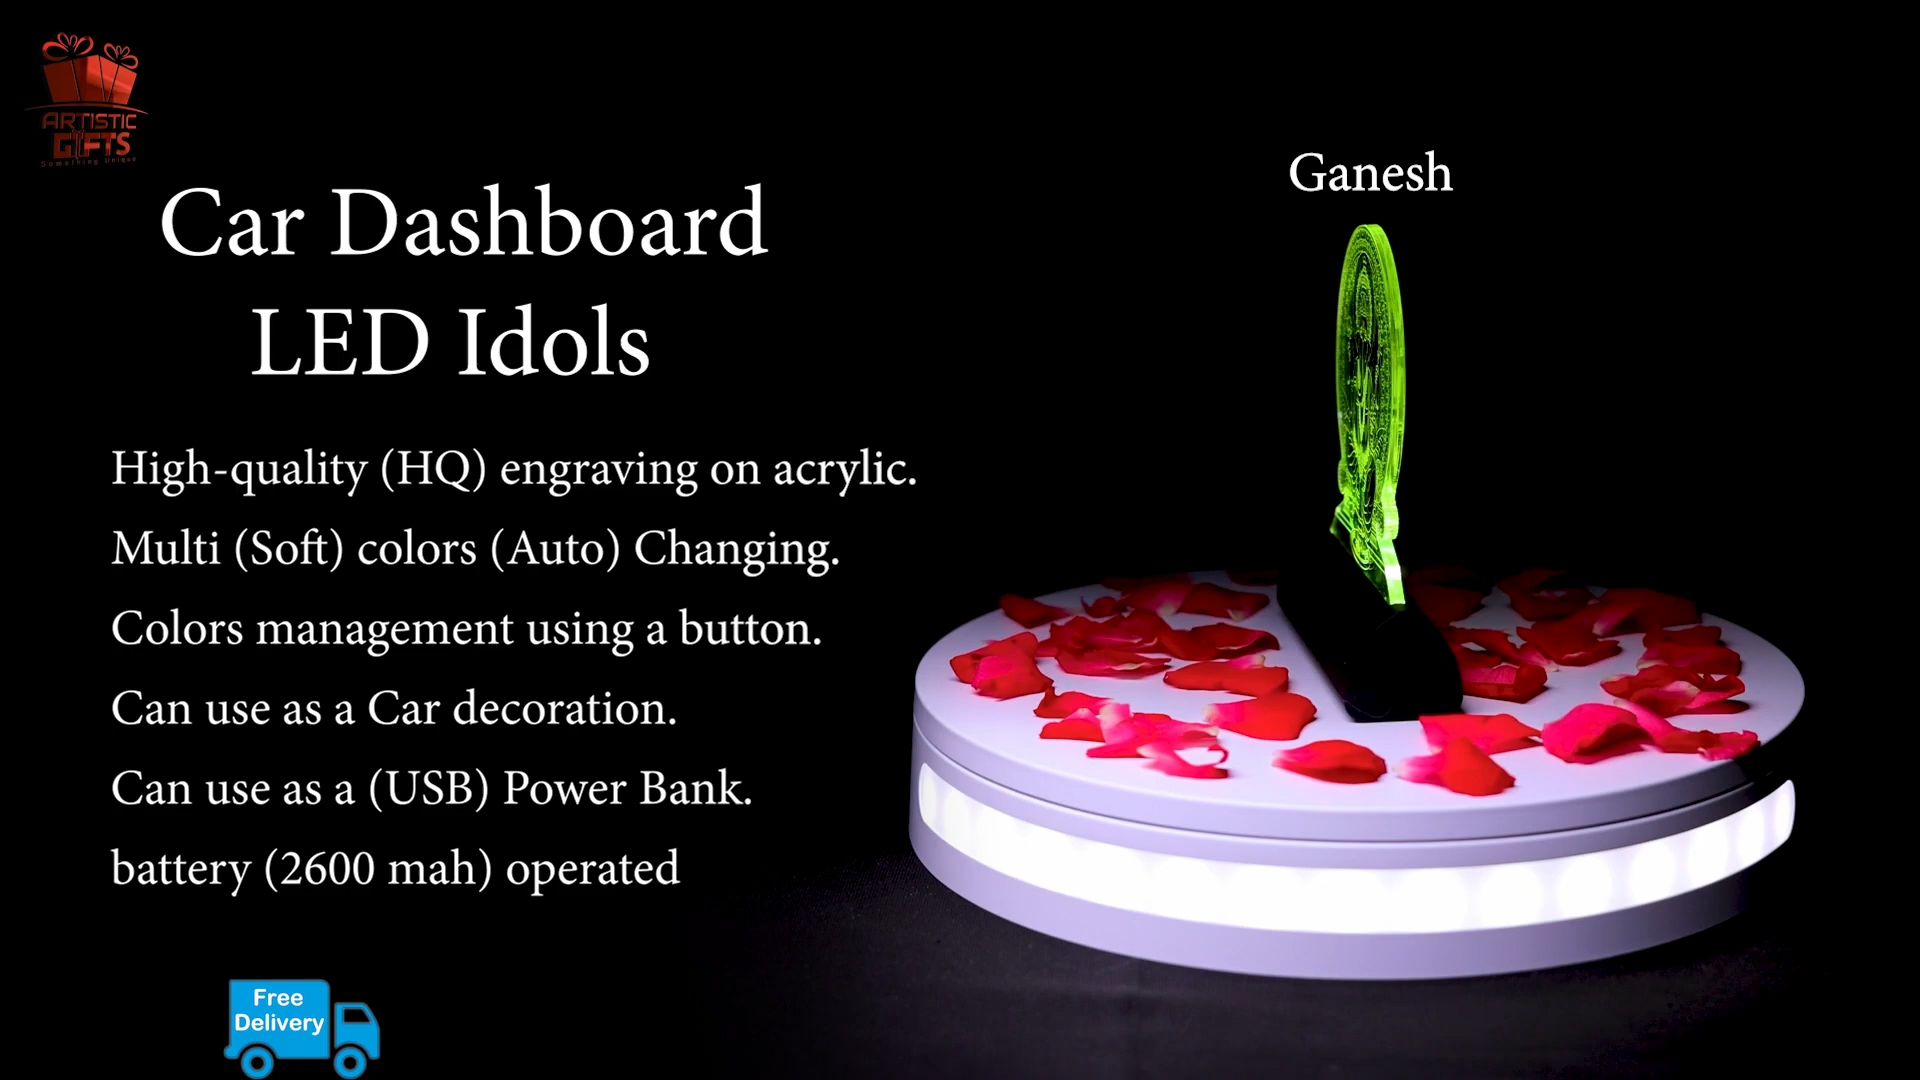 ARTISTIC
GIFTS
Something Unique
Car Dashboard
LED Idols
High-quality (HQ) engraving on acrylic.
Multi (Soft) colors (Auto) Changing.
Colors management using a button.
Can use as a Car decoration.
Can use as a (USB) Power Bank.
battery (2600 mah) operated
Free
Delivery
Ganesh